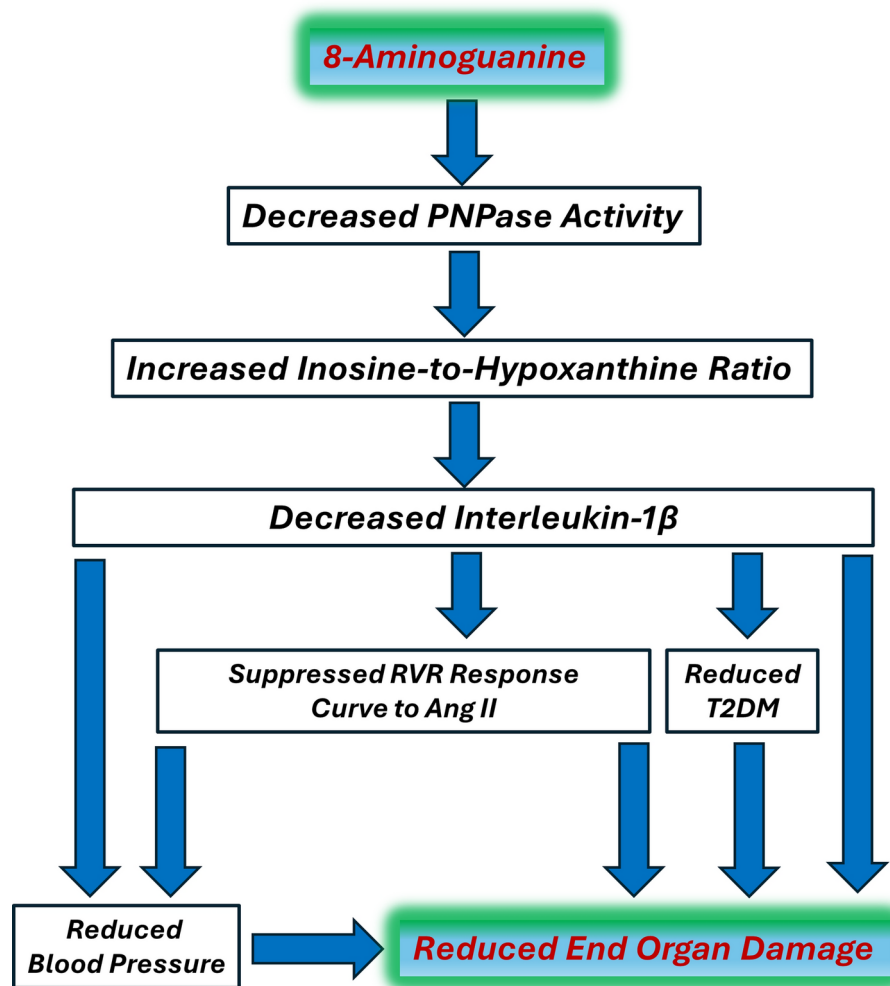 8-Aminoguanine
Decreased PNPase Activity
Increased Inosine-to-Hypoxanthine Ratio
Decreased Interleukin-1β
Suppressed RVR Response
Curve to Ang II
Reduced
T2DM
Reduced
Blood Pressure
Reduced End Organ Damage